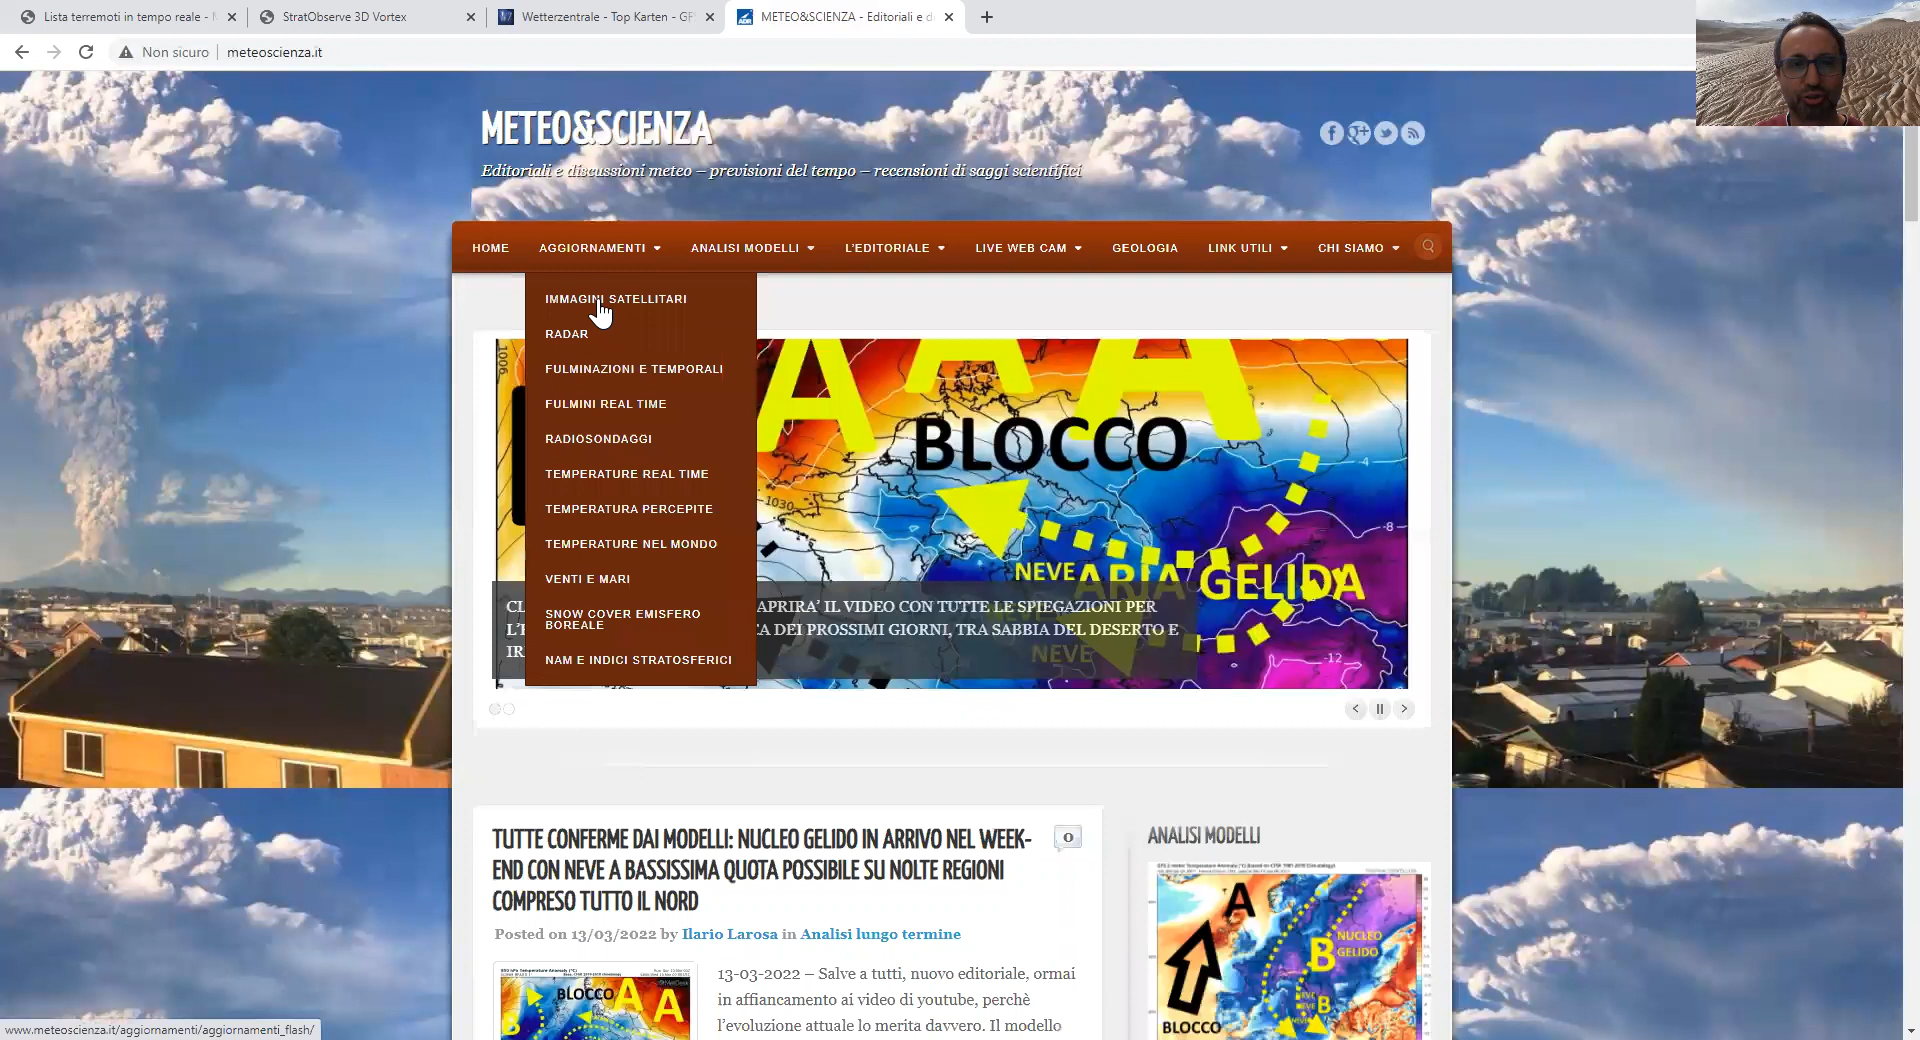 Lista terremoti in tempo reale -
StratObserve 3D Vortex
Wetterzentrale - Top Karten - GF
METEO&SCIENZA - Editoriali e d
Non sicuro
meteoscienza.it
METEO&SCIENZA
Editoriali e discussioni meteo – previsioni del tempo – recensioni di saggi scientifici
HOME
AGGIORNAMENTI
ANALISI MODELLI
L'EDITORIALE
LIVE WEB CAM
GEOLOGIA
LINK UTILI
CHI SIAMO
IMMAGINI SATELLITARI
RADAR
FULMINAZIONI E TEMPORALI
FULMINI REAL TIME
RADIOSONDAGGI
TEMPERATURE REAL TIME
TEMPERATURA PERCEPITE
TEMPERATURE NEL MONDO
VENTI E MARI
SNOW COVER EMISFERO
BOREALE
NAM E INDICI STRATOSFERICI
1006
A A A
BLOCCO
1030
-4
-8
-12
NEVE
ARIA GELIDA
NEVE
CL
APRIRA' IL VIDEO CON TUTTE LE SPIEGAZIONI PER
DEI PROSSIMI GIORNI, TRA SABBIA DEL DESERTO E
TUTTE CONFERME DAI MODELLI: NUCLEO GELIDO IN ARRIVO NEL WEEK-
END CON NEVE A BASSISSIMA QUOTA POSSIBILE SU NOLTE REGIONI
COMPRESO TUTTO IL NORD
0
Posted on 13/03/2022 by Ilario Larosa in Analisi lungo termine
BLOCCO
A A
B
13-03-2022 – Salve a tutti, nuovo editoriale, ormai
in affiancamento ai video di youtube, perchè
l'evoluzione attuale lo merita davvero. Il modello
ANALISI MODELLI
A
NUCLEO
GELIDO
B
B
BLOCCO
www.meteoscienza.it/aggiornamenti/aggiornamenti_flash/